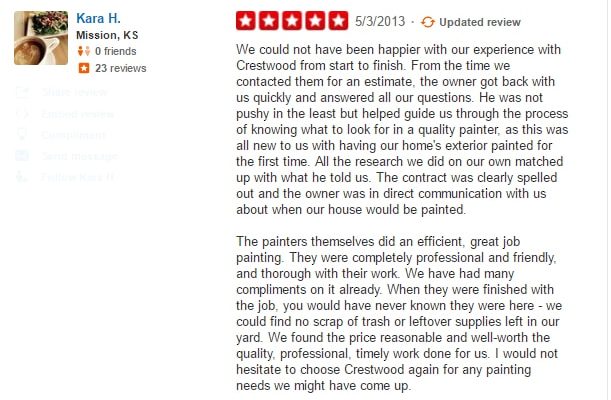 Kara H.
Mission, KS
0 friends
23 reviews
Share review
Embed review
Compliment
Send message
Follow Kara H.
5/3/2013 · Updated review
We could not have been happier with our experience with
Crestwood from start to finish. From the time we
contacted them for an estimate, the owner got back with
us quickly and answered all our questions. He was not
pushy in the least but helped guide us through the process
of knowing what to look for in a quality painter, as this was
all new to us with having our home's exterior painted for
the first time. All the research we did on our own matched
up with what he told us. The contract was clearly spelled
out and the owner was in direct communication with us
about when our house would be painted.
The painters themselves did an efficient, great job
painting. They were completely professional and friendly,
and thorough with their work. We have had many
compliments on it already. When they were finished with
the job, you would have never known they were here - we
could find no scrap of trash or leftover supplies left in our
yard. We found the price reasonable and well-worth the
quality, professional, timely work done for us. I would not
hesitate to choose Crestwood again for any painting
needs we might have come up.